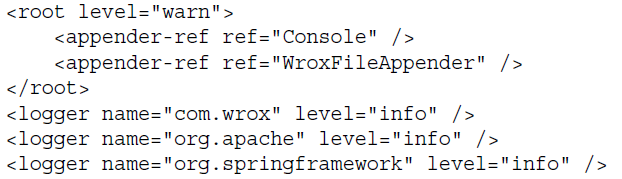 <root level="warn">
    <appender-ref ref="Console" />
    <appender-ref ref="WroxFileAppender" />
</root>
<logger name="com.wrox" level="info" />
<logger name="org.apache" level="info" />
<logger name="org.springframework" level="info" />